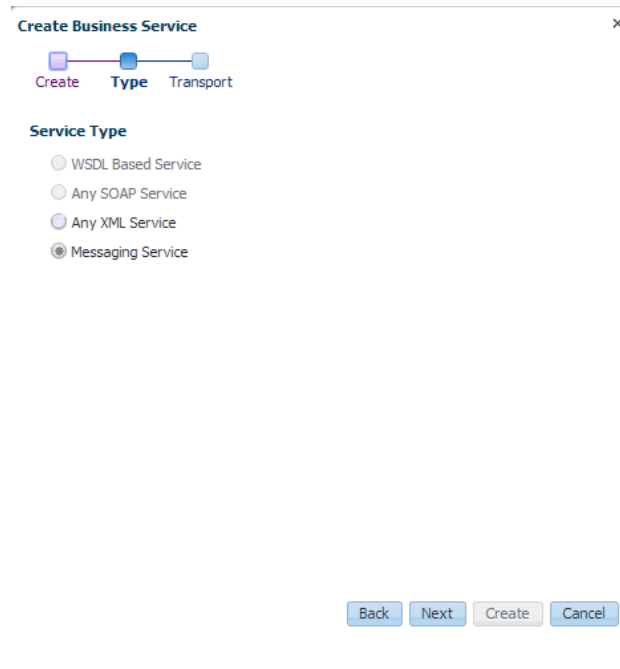 Create Business Service
Create Type Transport
Service Type
WSDL Based Service
Any SOAP Service
Any XML Service
Messaging Service
Back Next Create Cancel